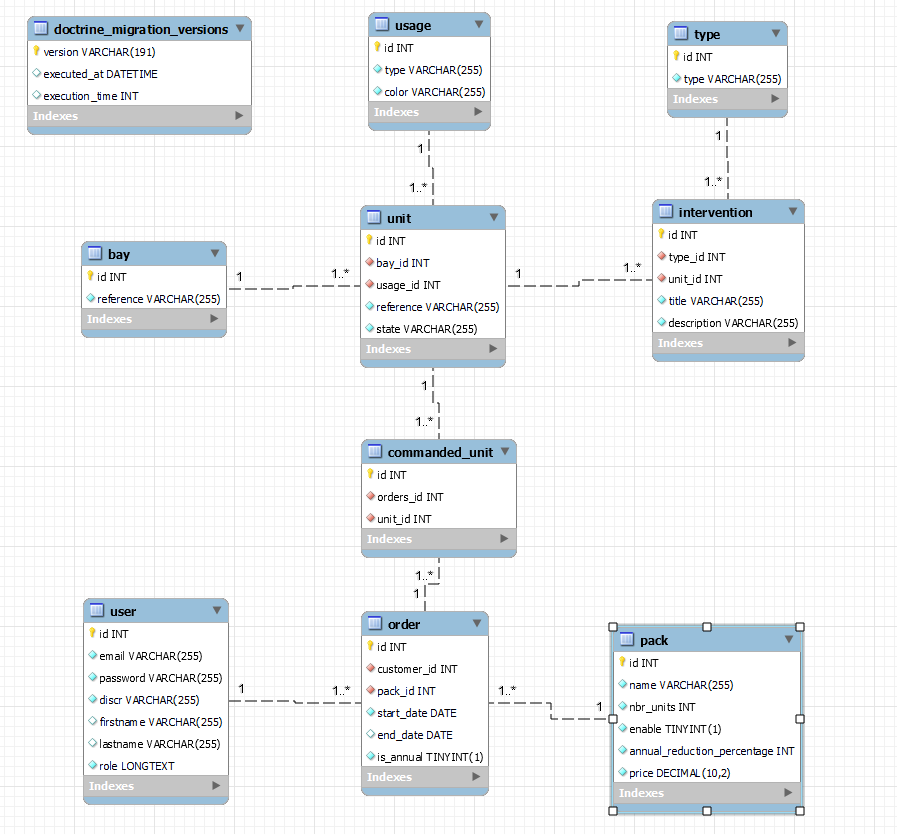 doctrine_migration_versions
version VARCHAR(191)
executed_at DATETIME
execution_time INT
Indexes
usage
id INT
type VARCHAR(255)
color VARCHAR(255)
Indexes
type
id INT
type VARCHAR(255)
Indexes
1
1..*
1
1..*
bay
id INT
reference VARCHAR(255)
Indexes
1
1..*
unit
id INT
bay_id INT
usage_id INT
reference VARCHAR(255)
state VARCHAR(255)
Indexes
1
1..*
intervention
id INT
type_id INT
unit_id INT
title VARCHAR(255)
description VARCHAR(255)
Indexes
1
1..*
commanded_unit
id INT
orders_id INT
unit_id INT
Indexes
1..*
1
user
id INT
email VARCHAR(255)
password VARCHAR(255)
discr VARCHAR(255)
firstname VARCHAR(255)
lastname VARCHAR(255)
role LONGTEXT
Indexes
1
1..*
order
id INT
customer_id INT
pack_id INT
start_date DATE
end_date DATE
is_annual TINYINT(1)
Indexes
1..*
1
pack
id INT
name VARCHAR(255)
nbr_units INT
enable TINYINT(1)
annual_reduction_percentage INT
price DECIMAL(10,2)
Indexes